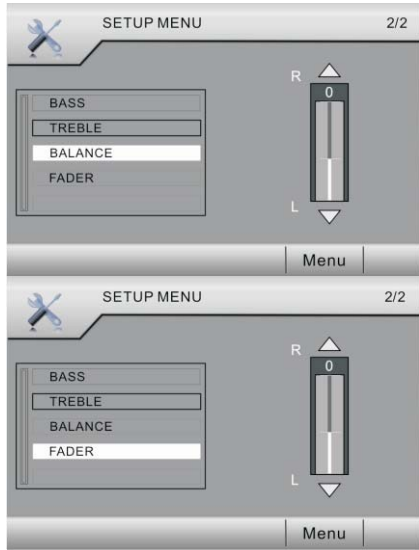 SETUP MENU 2/2
R
0
BASS
TREBLE
BALANCE
FADER
L
Menu
SETUP MENU 2/2
R
0
BASS
TREBLE
BALANCE
FADER
L
Menu